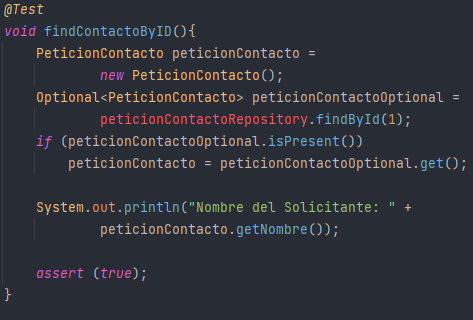 @Test
void findContactoByID(){
PeticionContacto peticionContacto =
new PeticionContacto();
Optional<PeticionContacto> peticionContactoOptional =
peticionContactoRepository.findById(1);
if (peticionContactoOptional.isPresent())
peticionContacto = peticionContactoOptional.get();
System.out.println("Nombre del Solicitante: " +
peticionContacto.getNombre());
assert (true);
}